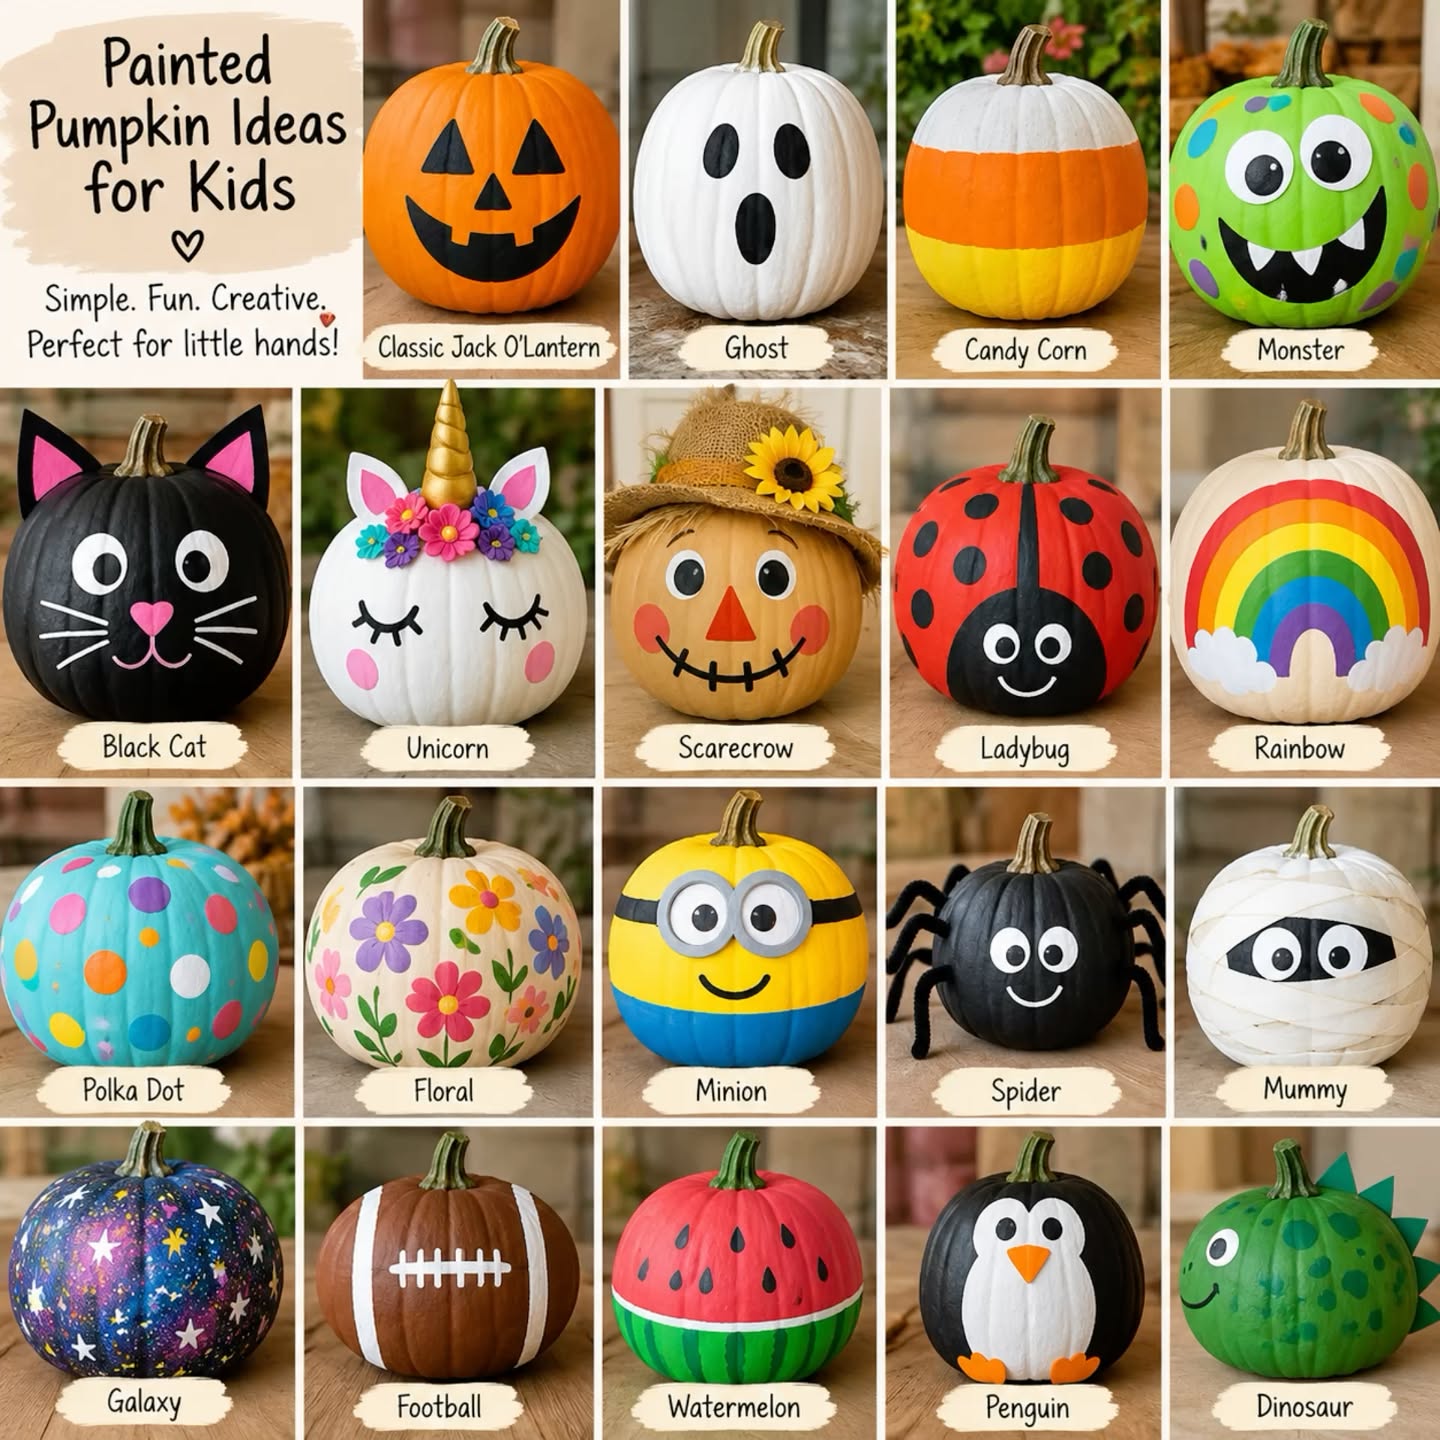 Painted
Pumpkin Ideas
for Kids
Simple. Fun. Creative.
Perfect for little hands!
Classic Jack O'Lantern
Ghost
Candy Corn
Monster
Black Cat
Unicorn
Scarecrow
Ladybug
Rainbow
Polka Dot
Floral
Minion
Spider
Mummy
Galaxy
Football
Watermelon
Penguin
Dinosaur